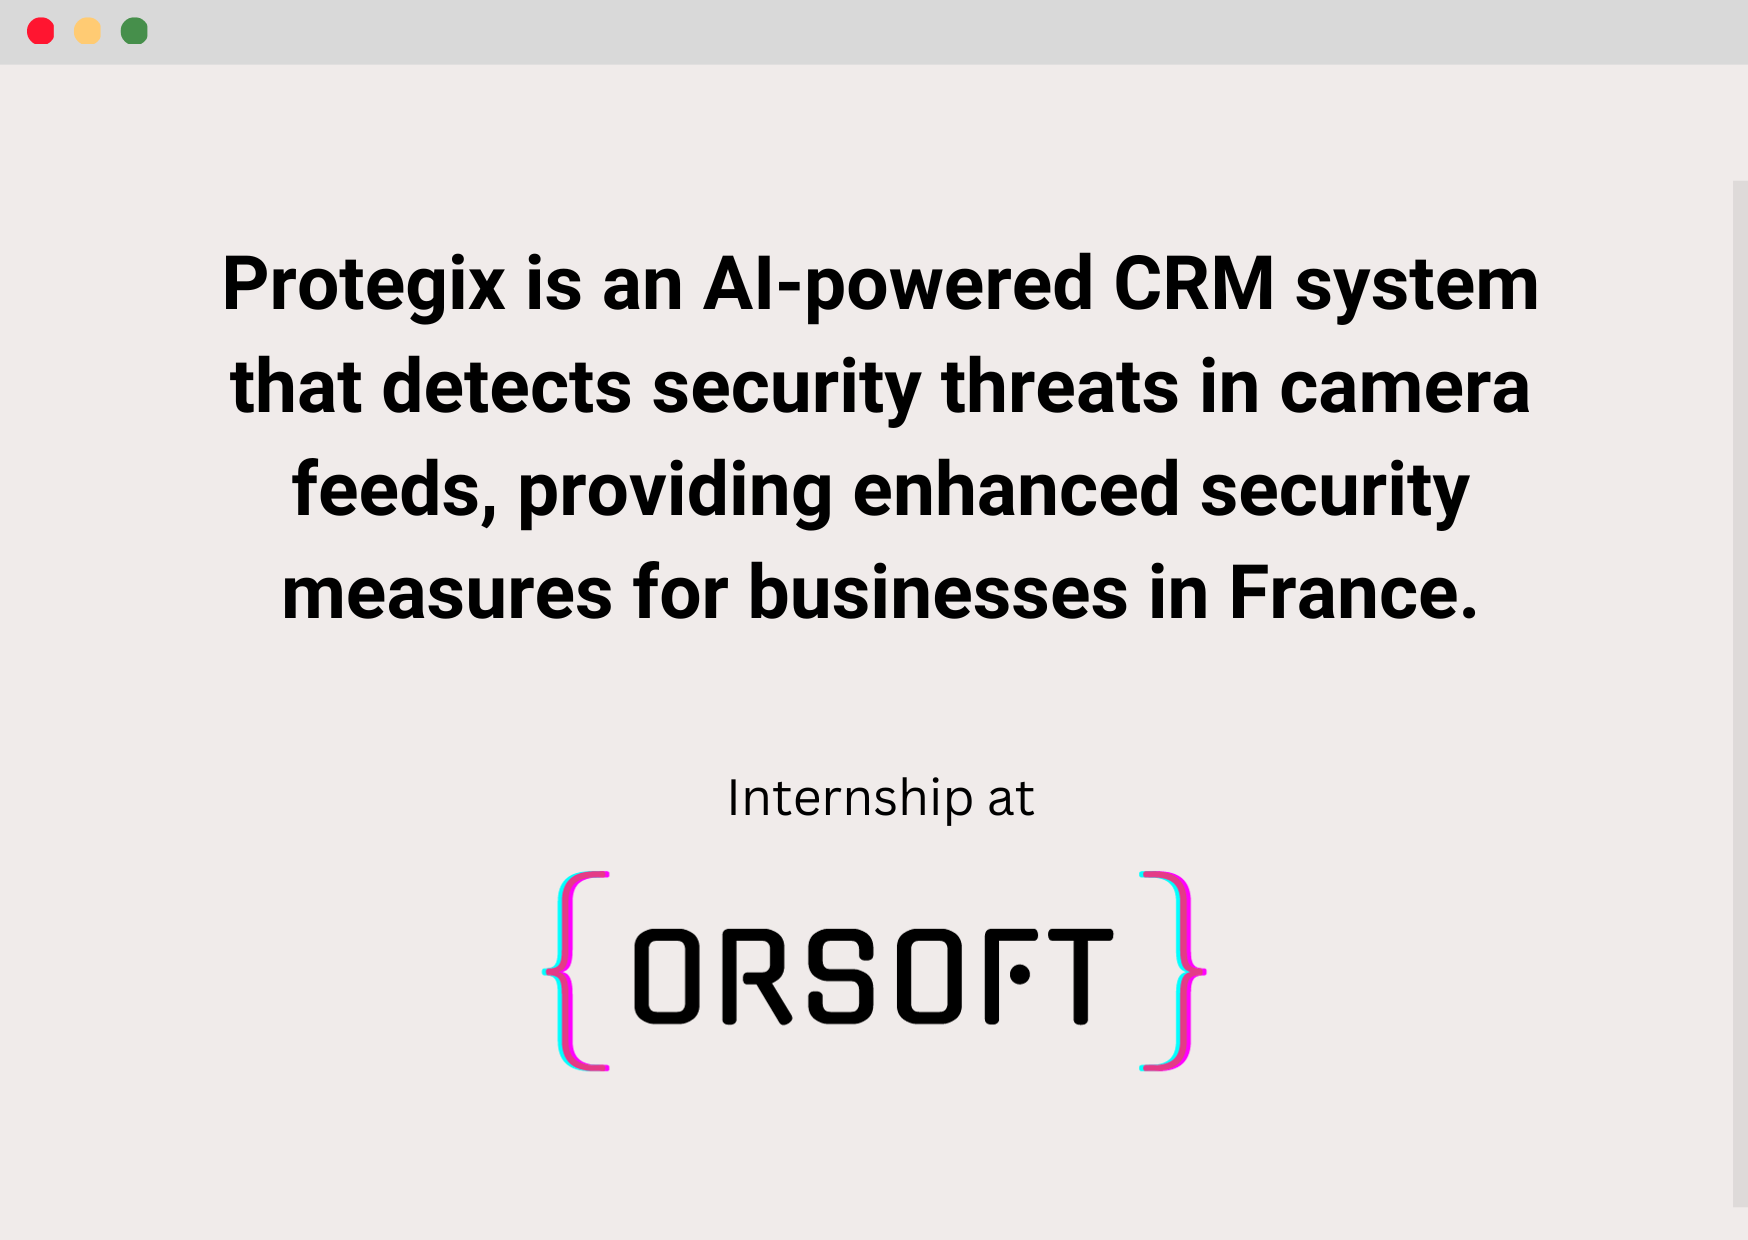 Protegix is an AI-powered CRM system
that detects security threats in camera
feeds, providing enhanced security
measures for businesses in France.
Internship at
{ORSOFT}